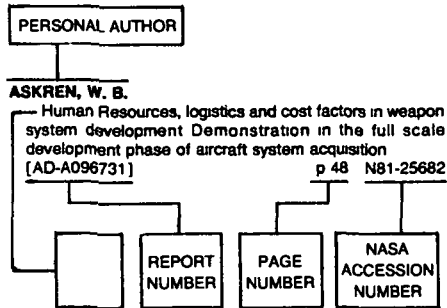 PERSONAL AUTHOR
ASKREN, W. B.
Human Resources, logistics and cost factors in weapon
system development Demonstration in the full scale
development phase of aircraft system acquisition
[AD-A096731] p 48 N81-25682
REPORT NUMBER
PAGE NUMBER
NASA ACCESSION NUMBER